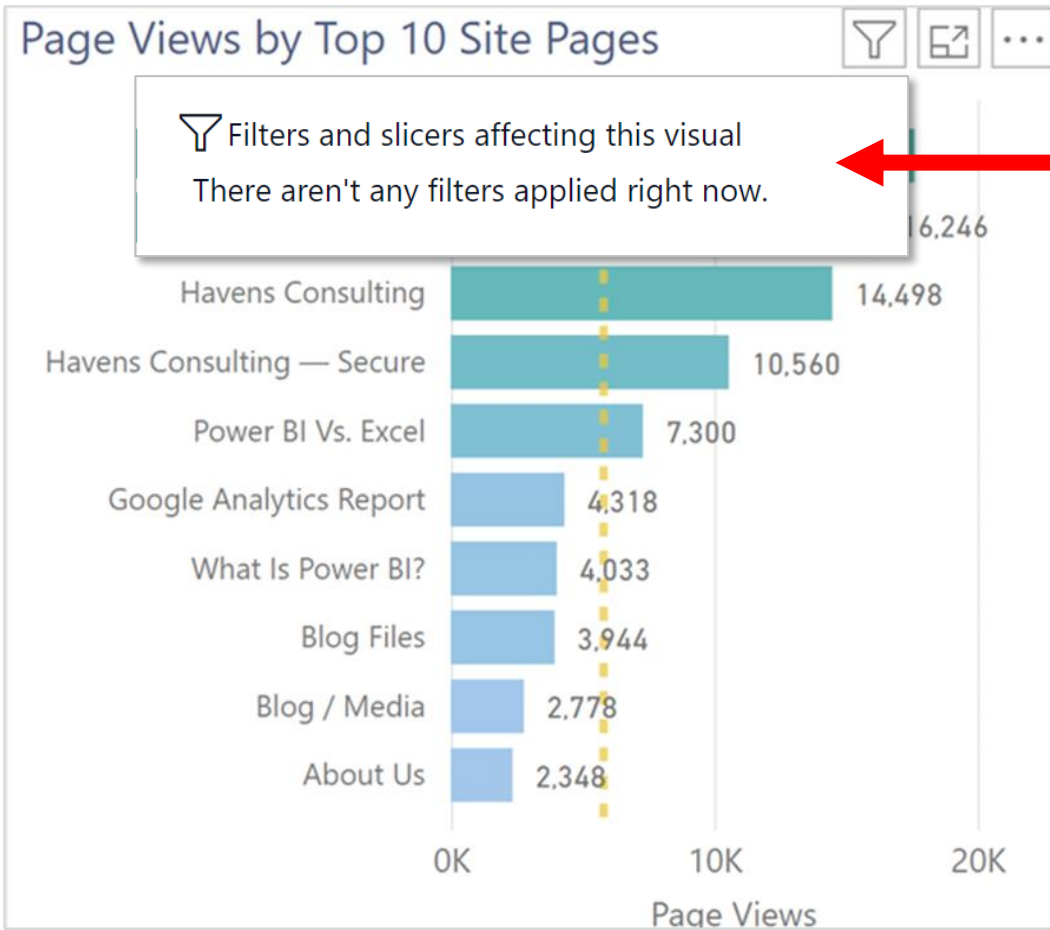 Page Views by Top 10 Site Pages
Filters and slicers affecting this visual
There aren't any filters applied right now.
16,246
Havens Consulting 14,498
Havens Consulting — Secure 10,560
Power BI Vs. Excel 7,300
Google Analytics Report 4,318
What Is Power BI? 4,033
Blog Files 3,944
Blog / Media 2,778
About Us 2,348
0K 10K 20K
Page Views